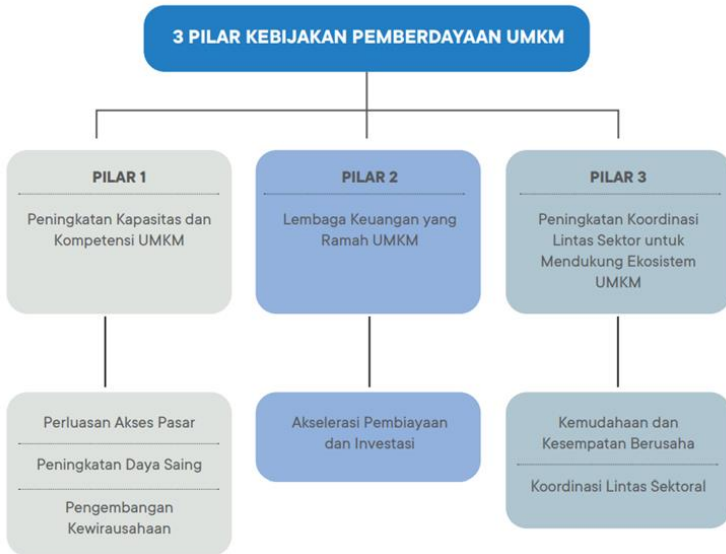 3 PILAR KEBIJAKAN PEMBERDAYAAN UMKM
PILAR 1
Peningkatan Kapasitas dan
Kompetensi UMKM
PILAR 2
Lembaga Keuangan yang
Ramah UMKM
PILAR 3
Peningkatan Koordinasi
Lintas Sektor untuk
Mendukung Ekosistem
UMKM
Perluasan Akses Pasar
Peningkatan Daya Saing
Pengembangan
Kewirausahaan
Akselerasi Pembiayaan
dan Investasi
Kemudahaan dan
Kesempatan Berusaha
Koordinasi Lintas Sektoral